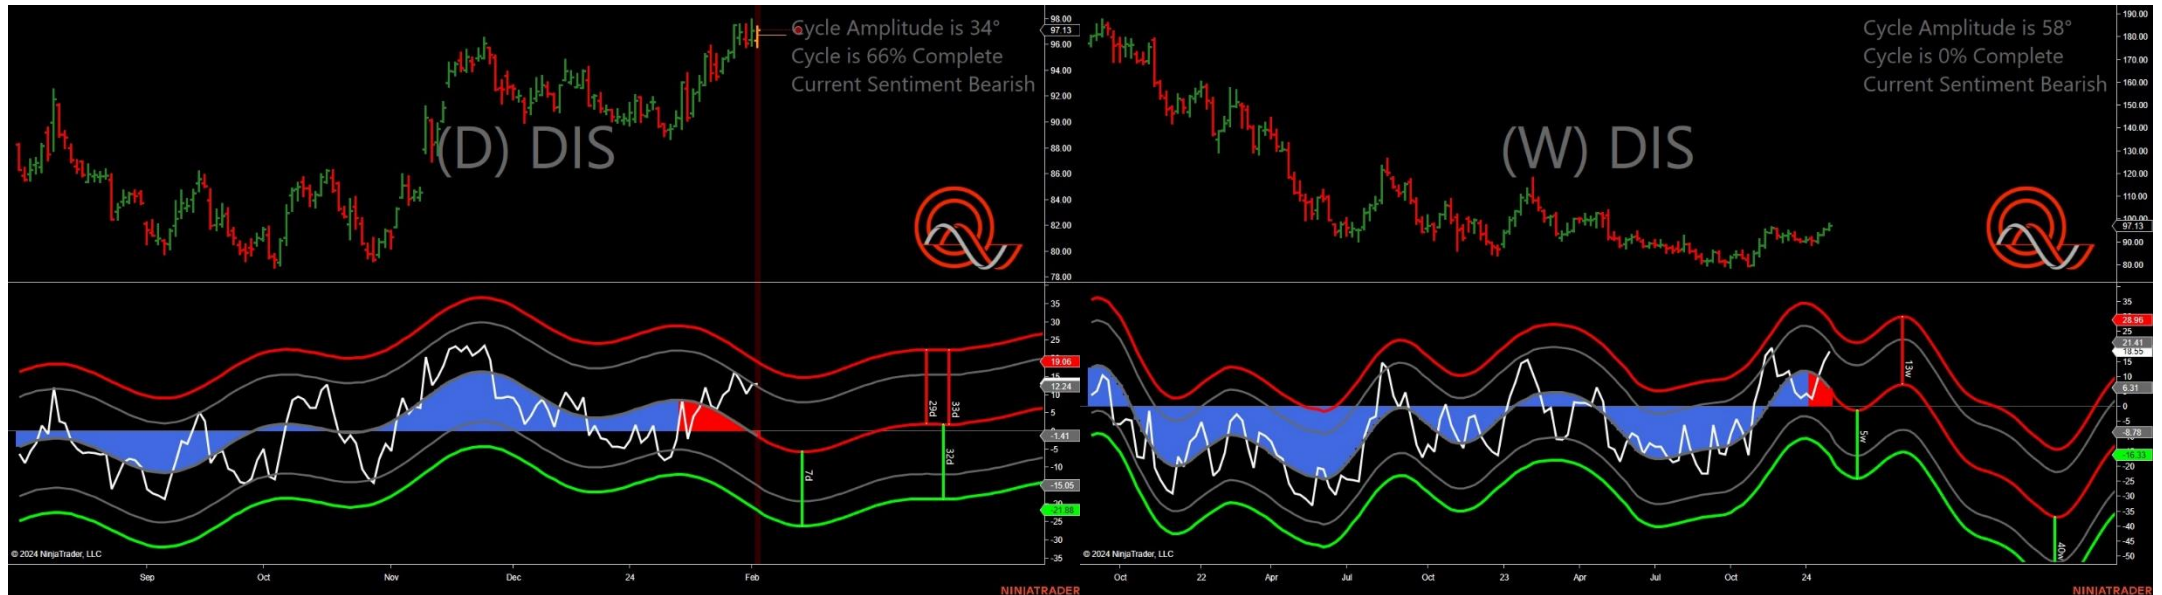 Cycle Amplitude is 34°
Cycle is 66% Complete
Current Sentiment Bearish
(D) DIS
98.00
97.13
96.00
94.00
92.00
90.00
88.00
86.00
84.00
82.00
80.00
78.00
35
30
25
20
19.06
15
12.24
10
5
0
-1.41
-5
-10
-15.05
-20
-21.88
-25
-30
-35
29d
33d
32d
7d
© 2024 NinjaTrader, LLC
Sep
Oct
Nov
Dec
24
Feb
NINJATRADER
Cycle Amplitude is 58°
Cycle is 0% Complete
Current Sentiment Bearish
(W) DIS
190.00
180.00
170.00
160.00
150.00
140.00
130.00
120.00
110.00
100.00
97.13
90.00
80.00
35
28.96
25
21.41
18.55
15
10
6.31
5
0
-5
-8.78
-16.33
-20
-25
-30
-35
-40
-45
-50
13w
5w
40w
© 2024 NinjaTrader, LLC
Oct
22
Apr
Jul
Oct
23
Apr
Jul
Oct
24
NINJATRADER